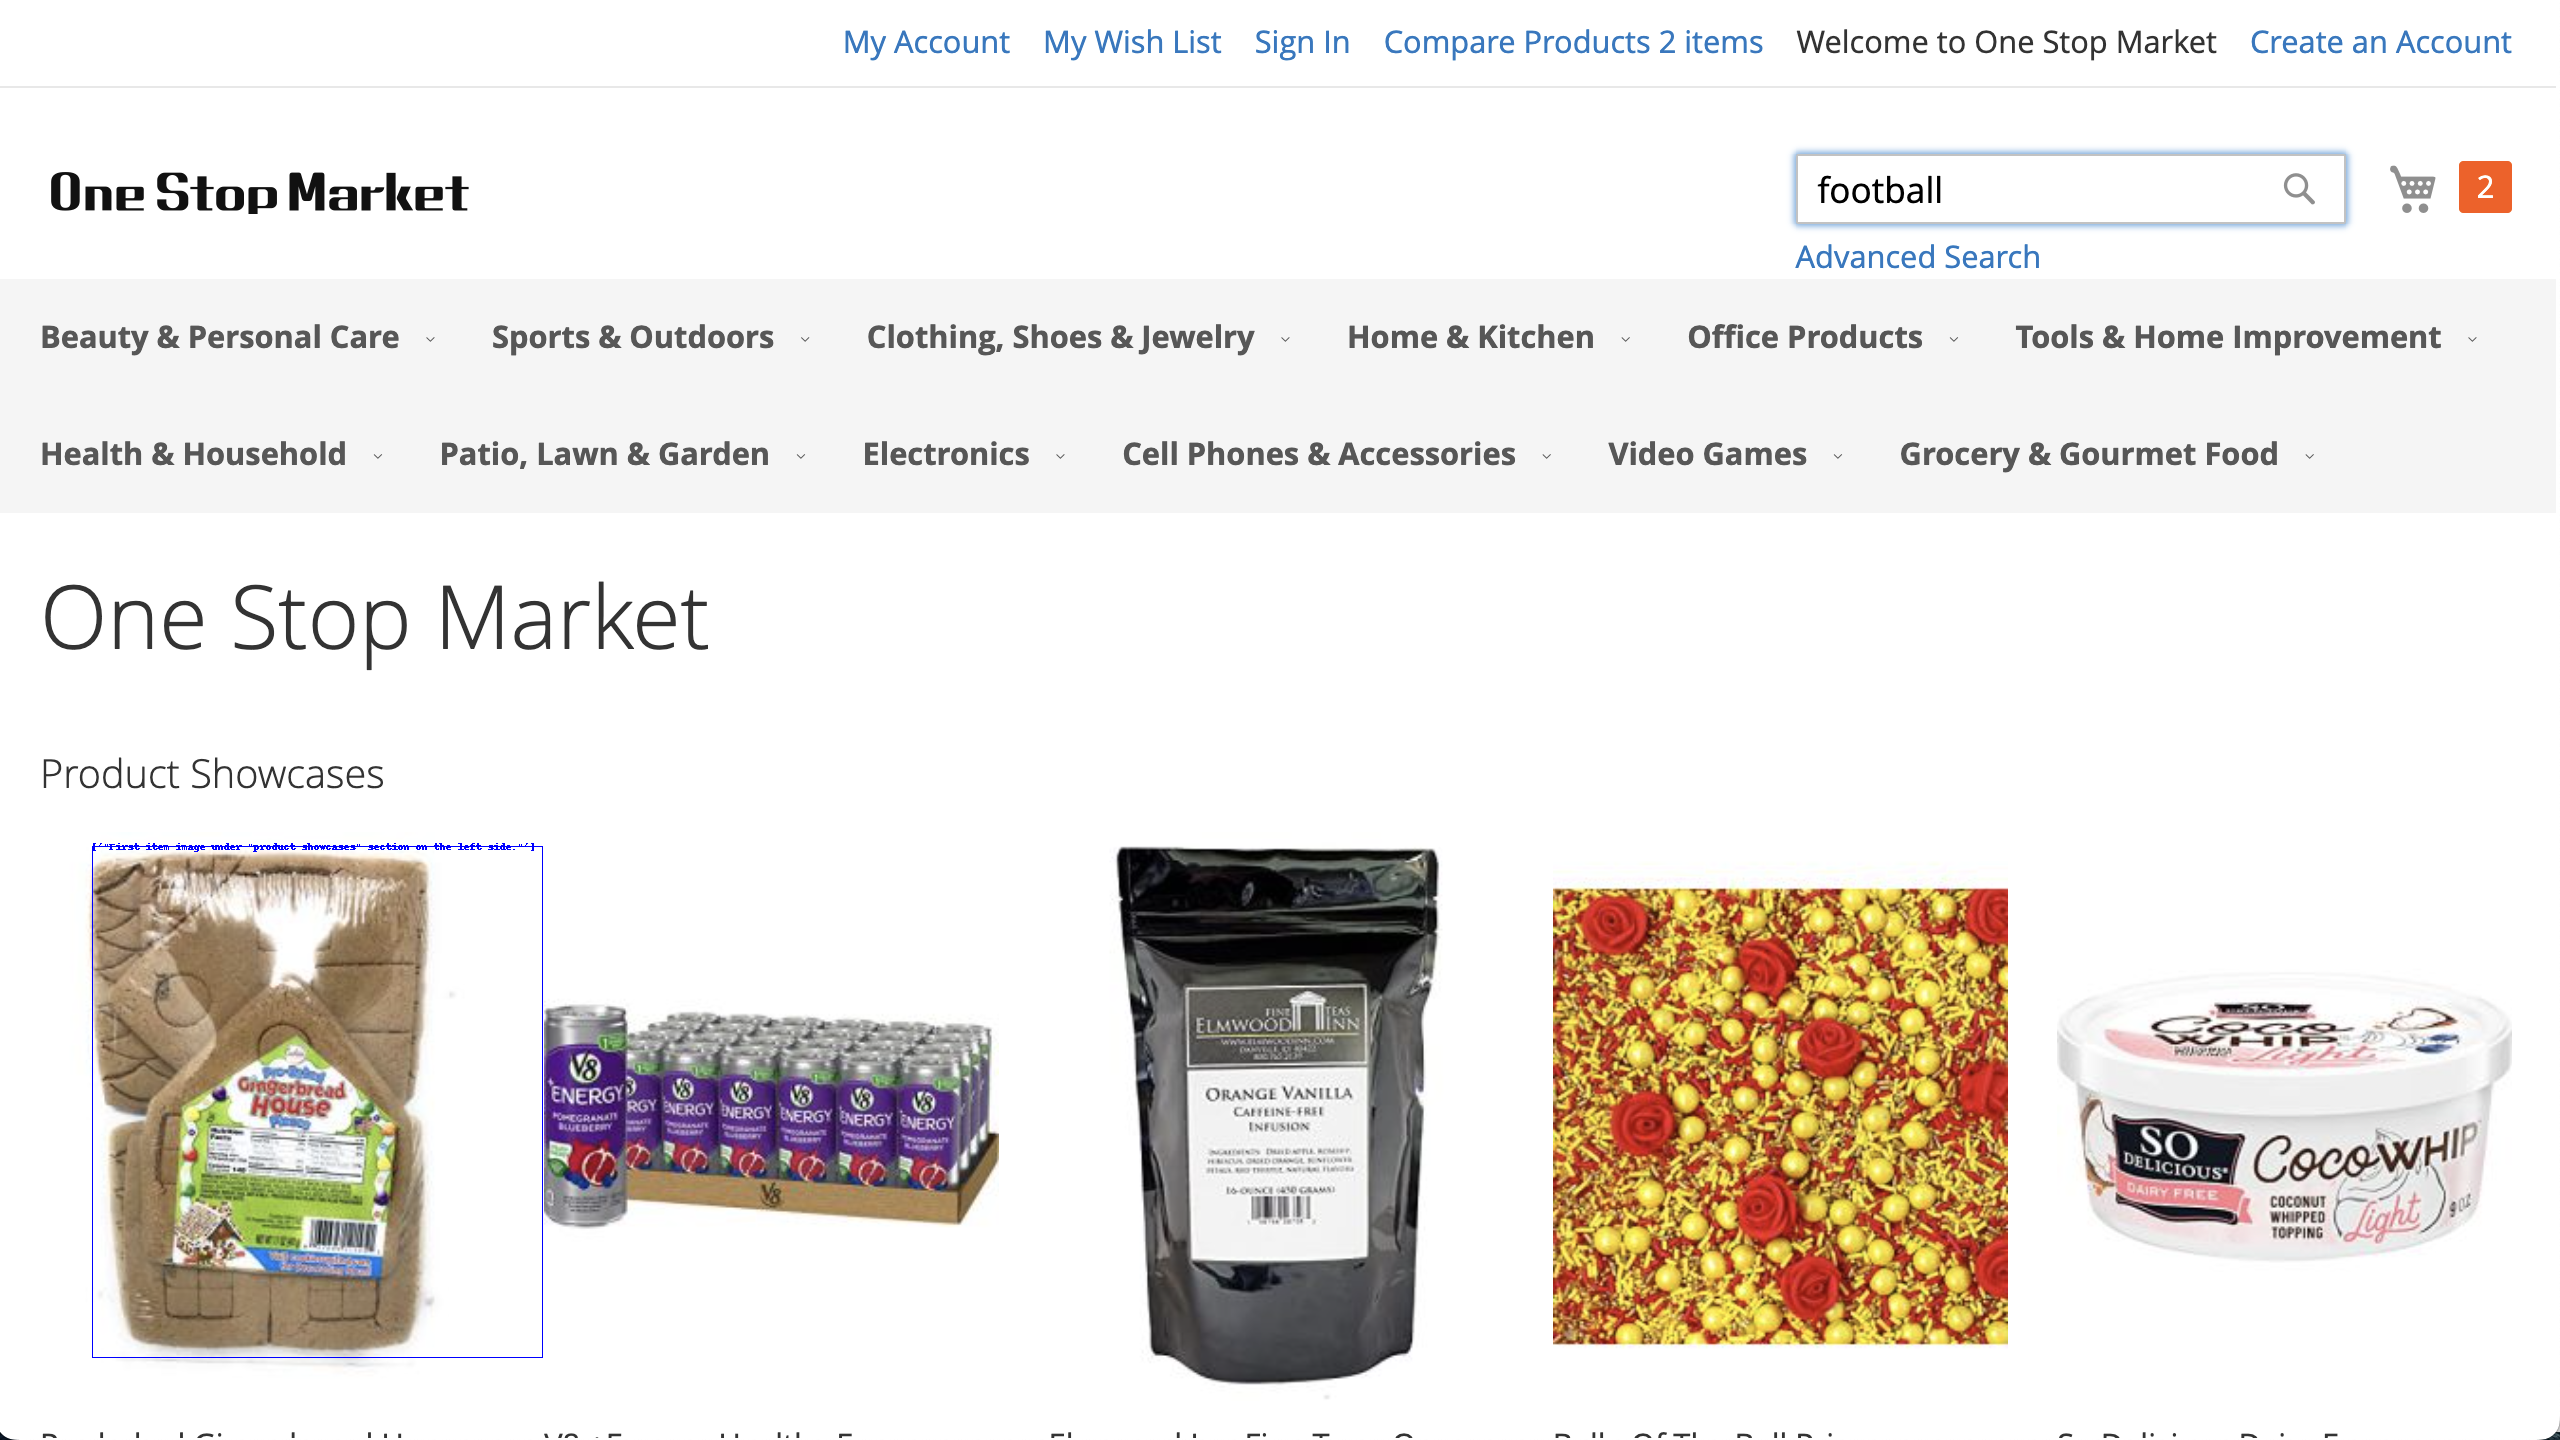 My Account My Wish List Sign In Compare Products 2 items Welcome to One Stop Market Create an Account
One Stop Market
football
2
Advanced Search
Beauty & Personal Care Sports & Outdoors Clothing, Shoes & Jewelry Home & Kitchen Office Products Tools & Home Improvement
Health & Household Patio, Lawn & Garden Electronics Cell Phones & Accessories Video Games Grocery & Gourmet Food
One Stop Market
Product Showcases
['"First item image under "product showcases" section on the left side."']
Gingerbread
House
V8
+ENERGY
POMEGRANATE
BLUEBERRY
V8
FINE TEAS
ELMWOOD INN
ORANGE VANILLA
CAFFEINE-FREE
INFUSION
16-OUNCE (450 GRAMS)
SO
COCO
WHIP
Light
SO
DELICIOUS
DAIRY FREE
COCOWHIP
COCONUT
WHIPPED
TOPPING
Light
9 OZ